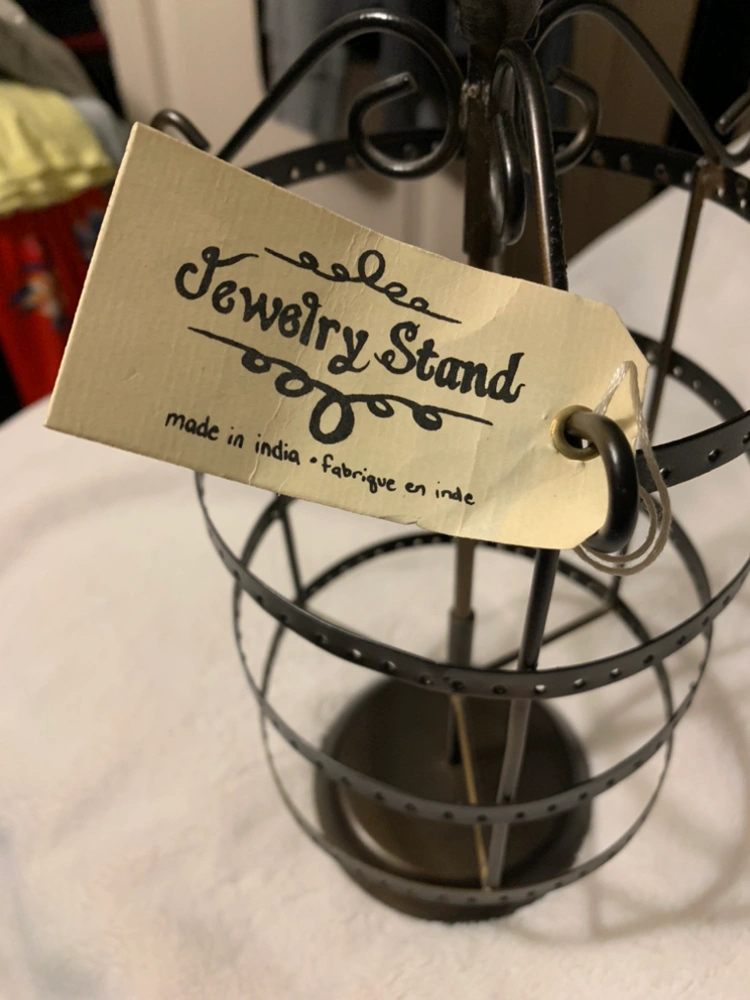 Jewelry Stand
made in india • fabrique en inde